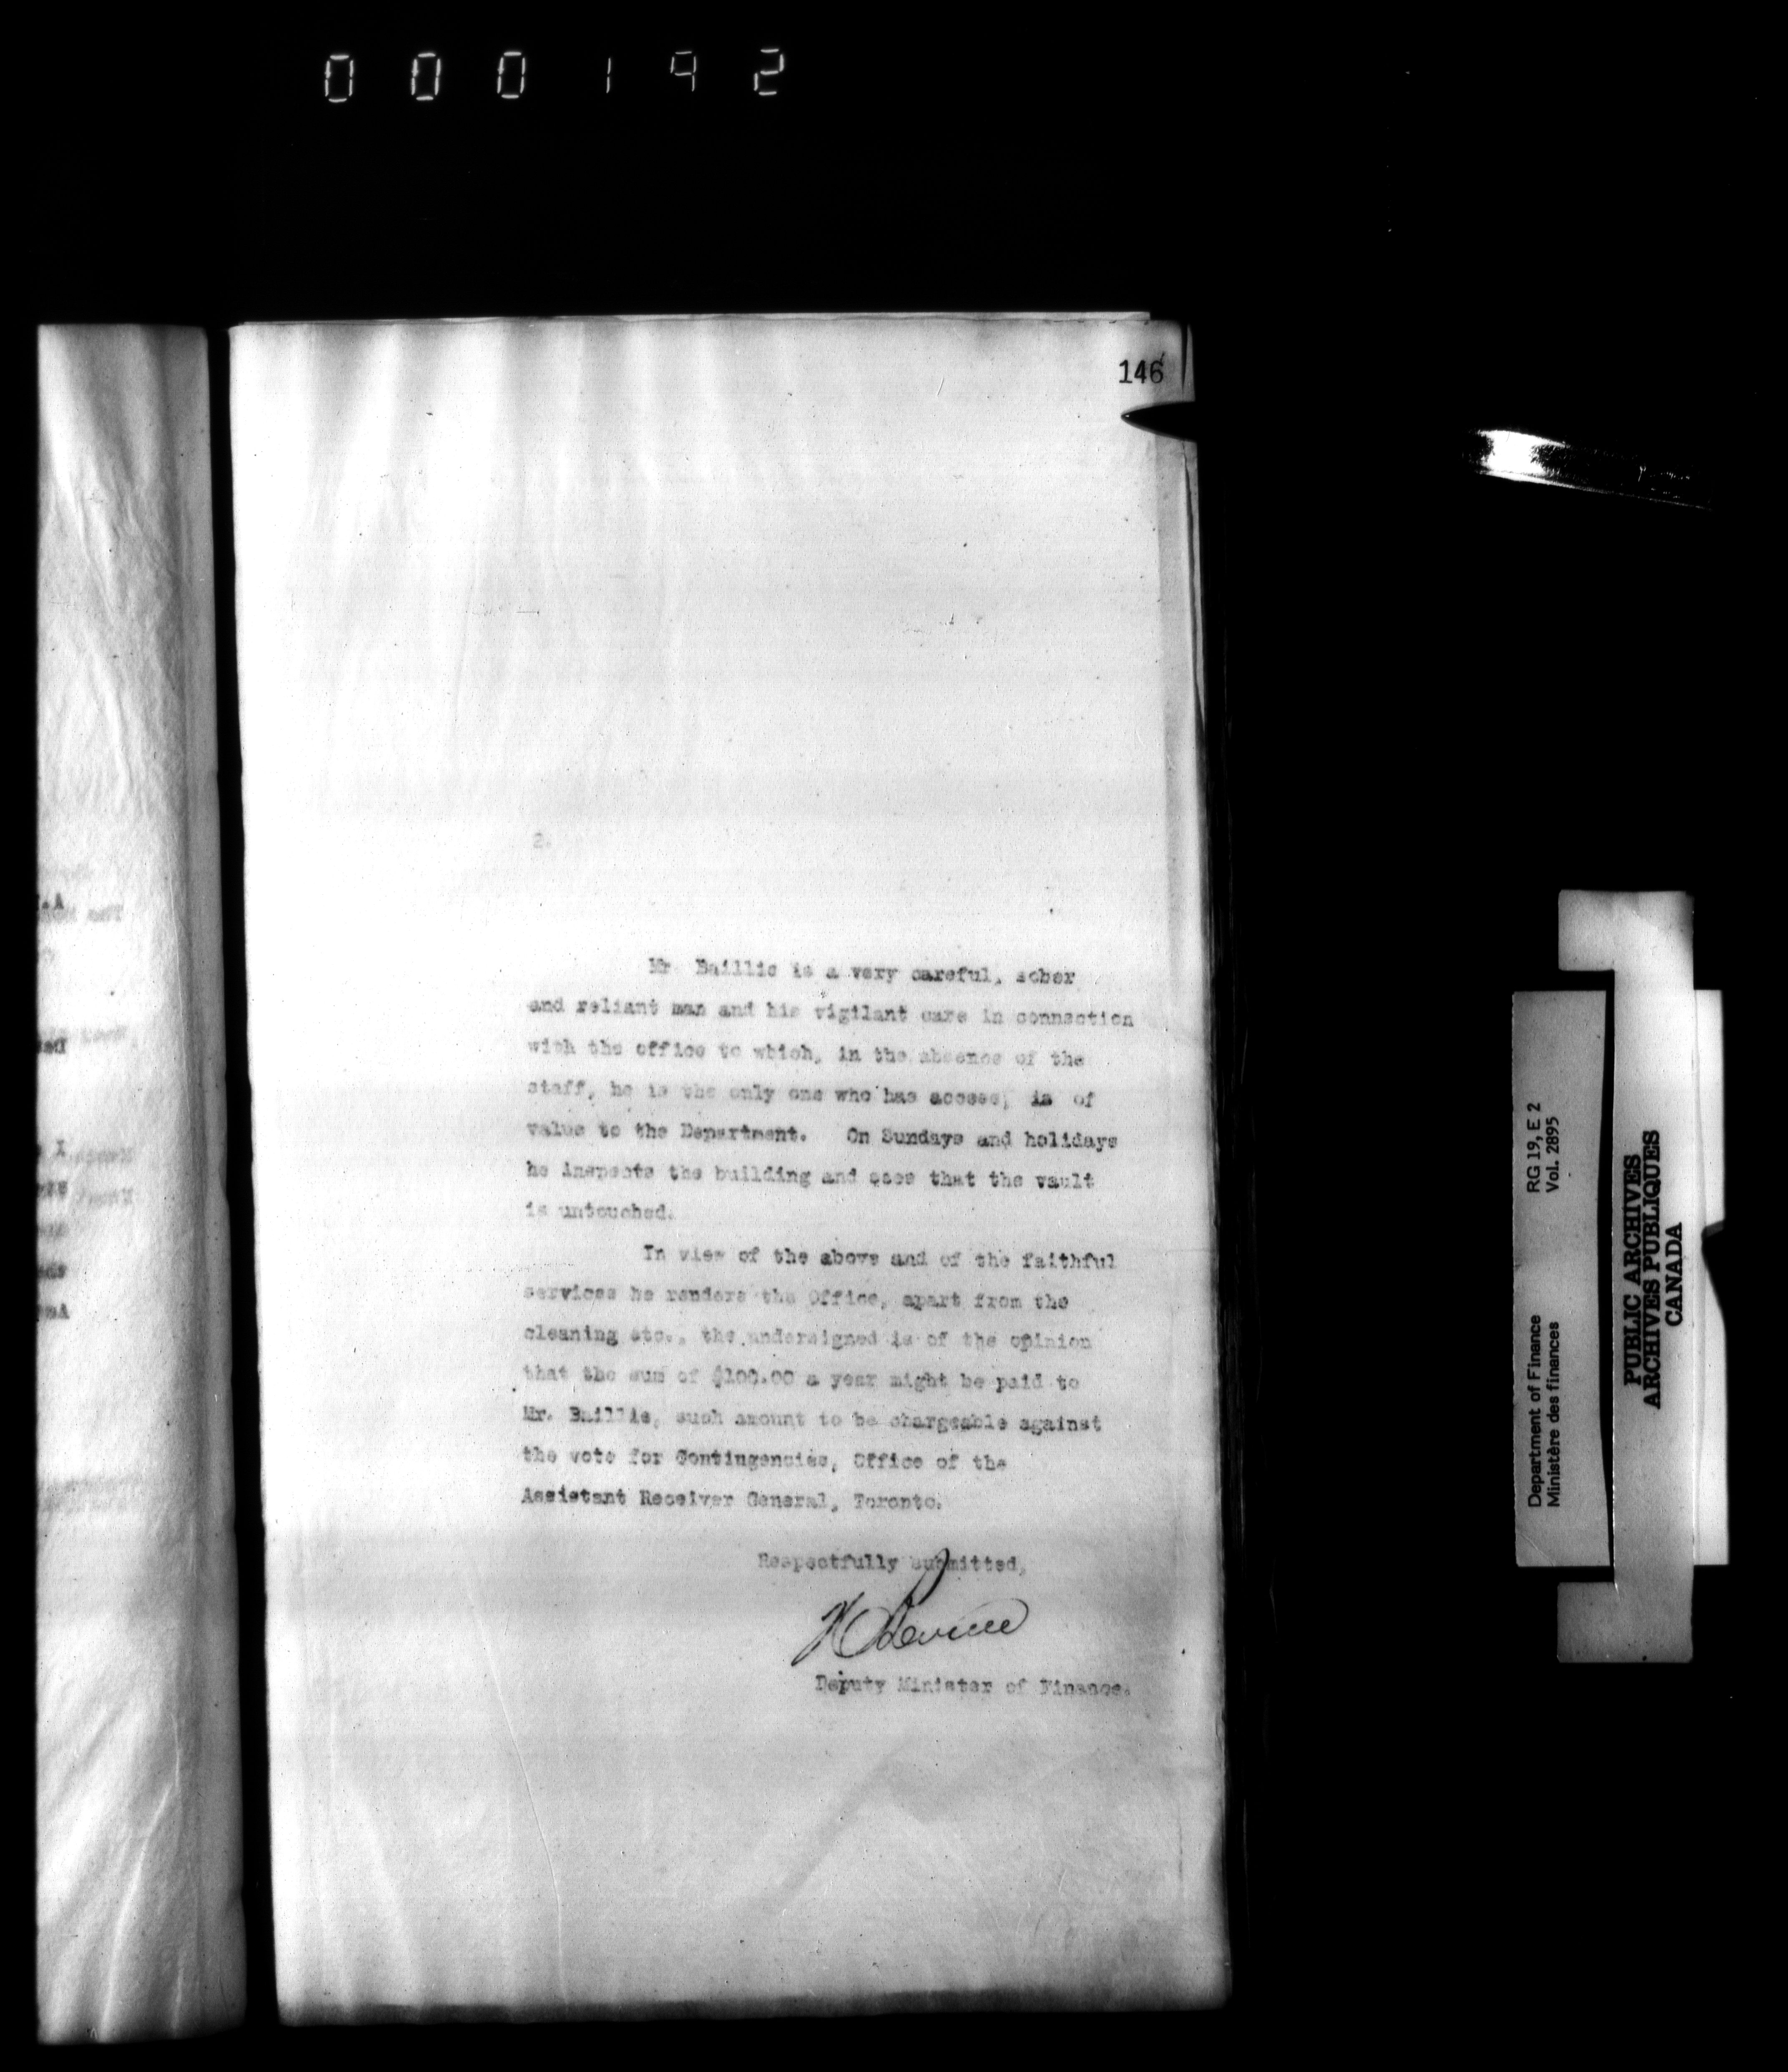 000192
146
2.
Mr. Baillie is a very careful, sober
and reliant man and his vigilant care in connection
with the office to which, in the absence of the
staff, he is the only one who has access, is of
value to the Department. On Sundays and holidays
he inspects the building and sees that the vault
is untouched.
In view of the above and of the faithful
services he renders the Office, apart from the
cleaning etc., the undersigned is of the opinion
that the sum of $100.00 a year might be paid to
Mr. Baillie, such amount to be chargeable against
the vote for Contingencies, Office of the
Assistant Receiver General, Toronto.
Respectfully submitted,
Deputy Minister of Finance.
Department of Finance RG 19, E 2
Ministère des finances Vol. 2895
PUBLIC ARCHIVES
ARCHIVES PUBLIQUES
CANADA